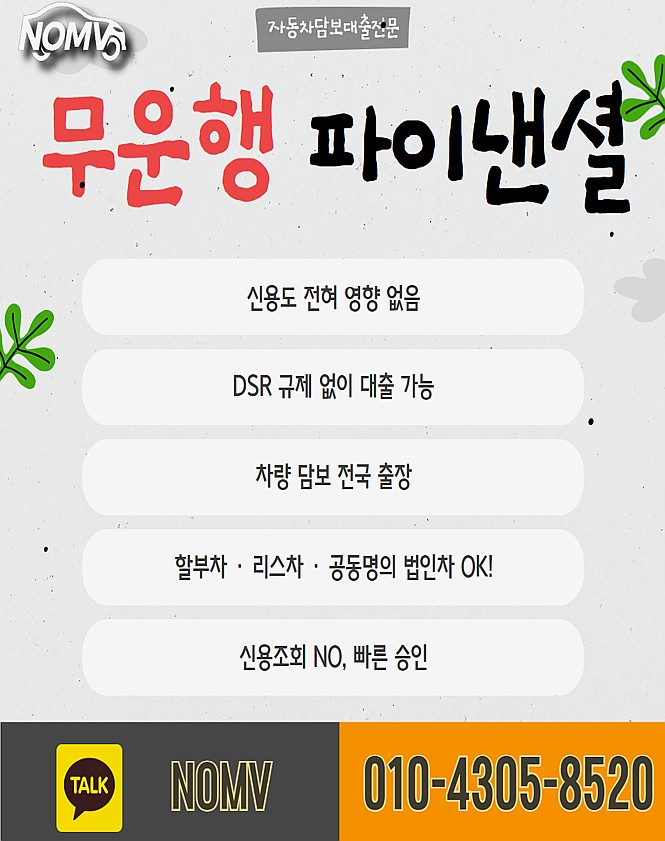 NOMV
자동차담보대출전문
무운행 파이낸셜
신용도 전혀 영향 없음
DSR 규제 없이 대출 가능
차량 담보 전국 출장
할부차 · 리스차 · 공동명의 법인차 OK!
신용조회 NO, 빠른 승인
TALK NOMV 010-4305-8520